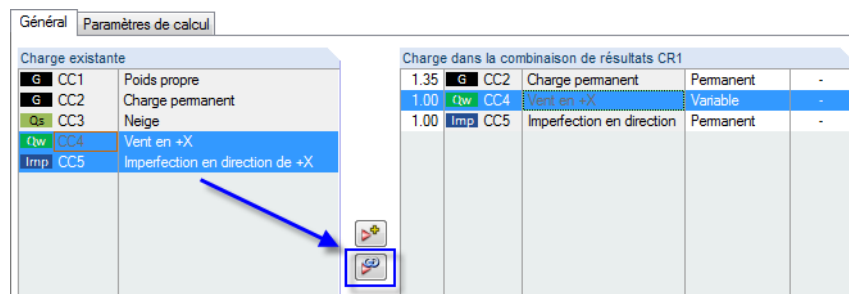 Général Paramètres de calcul
Charge existante
G CC1 Poids propre
G CC2 Charge permanent
Qs CC3 Neige
Qw CC4 Vent en +X
Imp CC5 Imperfection en direction de +X
Charge dans la combinaison de résultats CR1
1.35 G CC2 Charge permanent Permanent -
1.00 Qw CC4 Vent en +X Variable -
1.00 Imp CC5 Imperfection en direction Permanent -